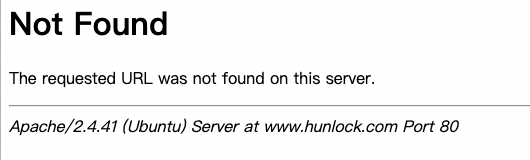 Not Found
The requested URL was not found on this server.
Apache/2.4.41 (Ubuntu) Server at www.hunlock.com Port 80